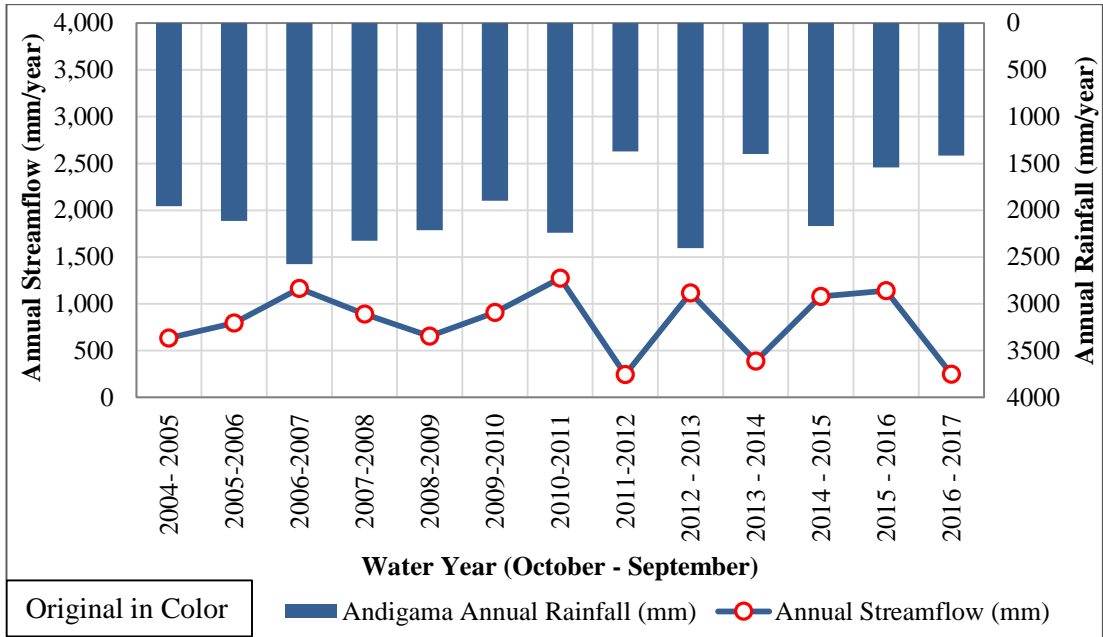 Annual Streamflow (mm/year)
4,000
3,500
3,000
2,500
2,000
1,500
1,000
500
0
0
500
1000
1500
2000
2500
3000
3500
4000
Annual Rainfall (mm/year)
2004- 2005
2005-2006
2006-2007
2007-2008
2008-2009
2009-2010
2010-2011
2011-2012
2012 - 2013
2013 - 2014
2014 - 2015
2015 - 2016
2016 - 2017
Water Year (October - September)
Original in Color
Andigama Annual Rainfall (mm)
Annual Streamflow (mm)